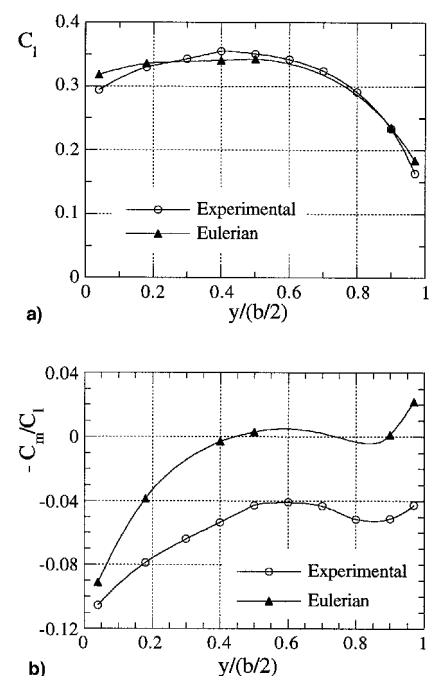 C_l
0.4
0.3
0.2
0.1
0
Experimental
Eulerian
0 0.2 0.4 0.6 0.8 1
y/(b/2)
a)
- C_m/C_l
0.04
0
-0.04
-0.08
-0.12
Experimental
Eulerian
0 0.2 0.4 0.6 0.8 1
y/(b/2)
b)